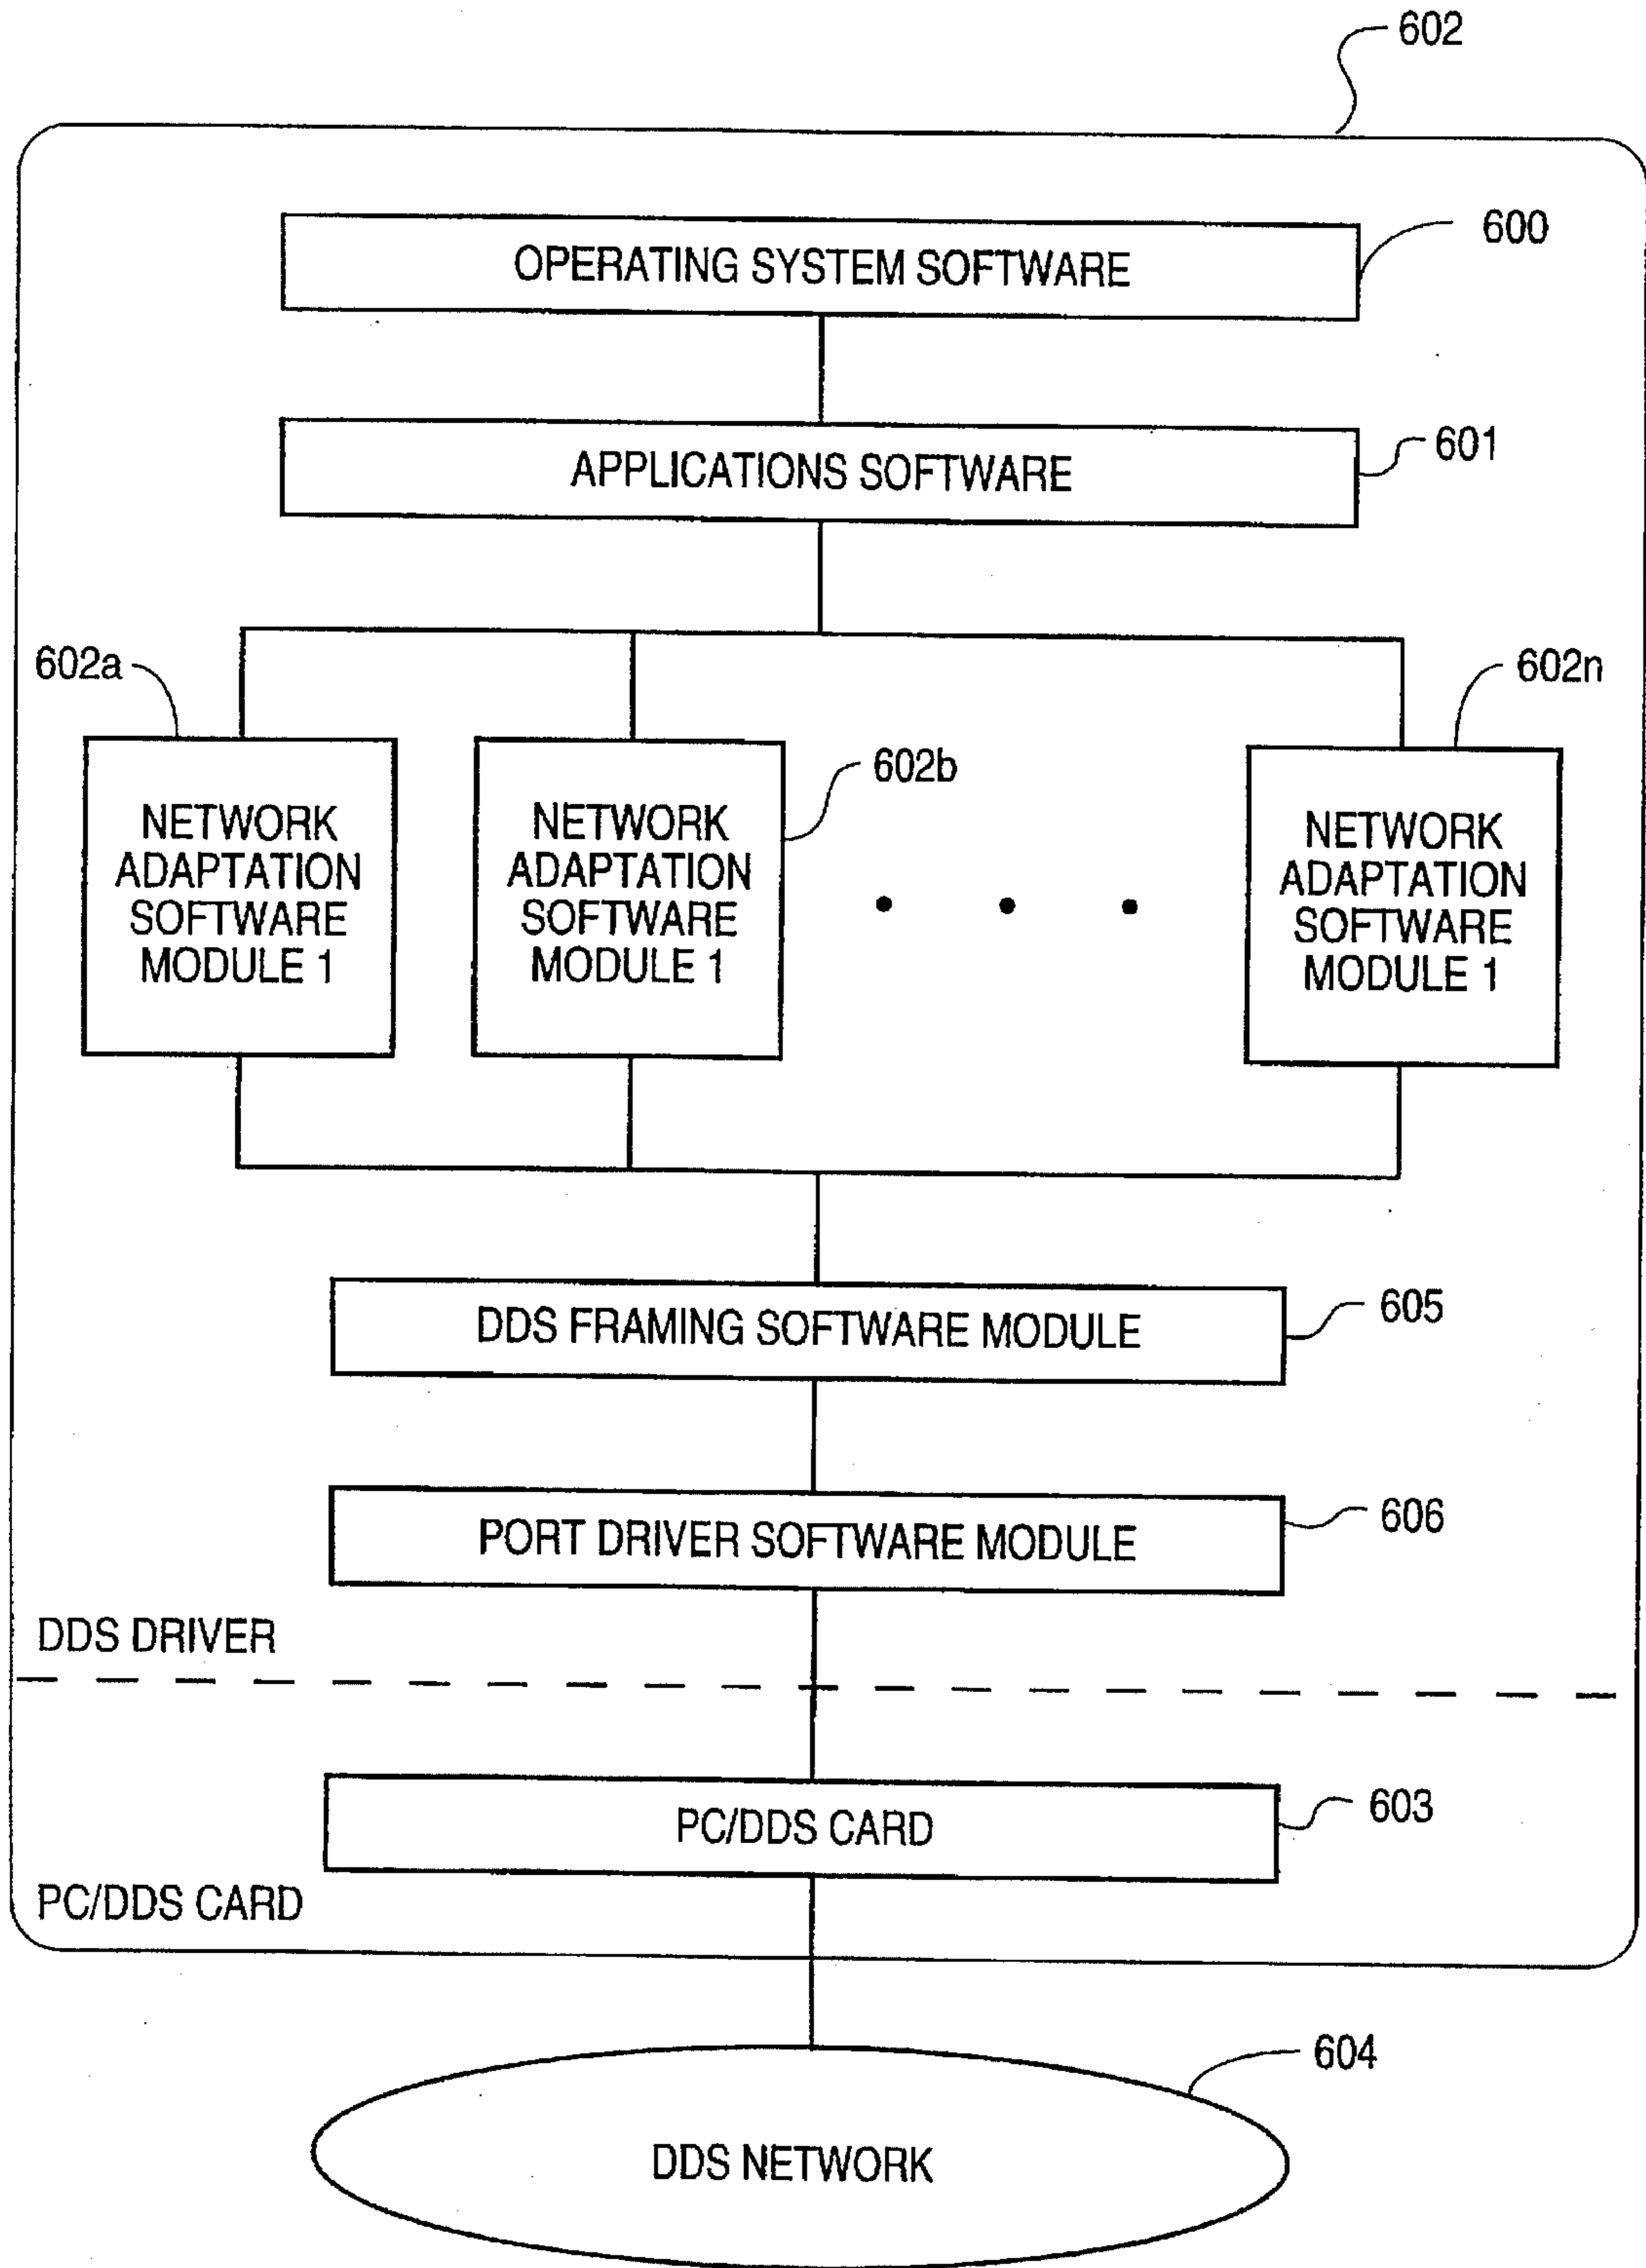 602
OPERATING SYSTEM SOFTWARE
600
APPLICATIONS SOFTWARE
601
602a
602n
602b
NETWORK
ADAPTATION
SOFTWARE
MODULE 1
NETWORK
ADAPTATION
SOFTWARE
MODULE 1
NETWORK
ADAPTATION
SOFTWARE
MODULE 1
DDS FRAMING SOFTWARE MODULE
605
PORT DRIVER SOFTWARE MODULE
606
DDS DRIVER
PC/DDS CARD
603
PC/DDS CARD
604
DDS NETWORK